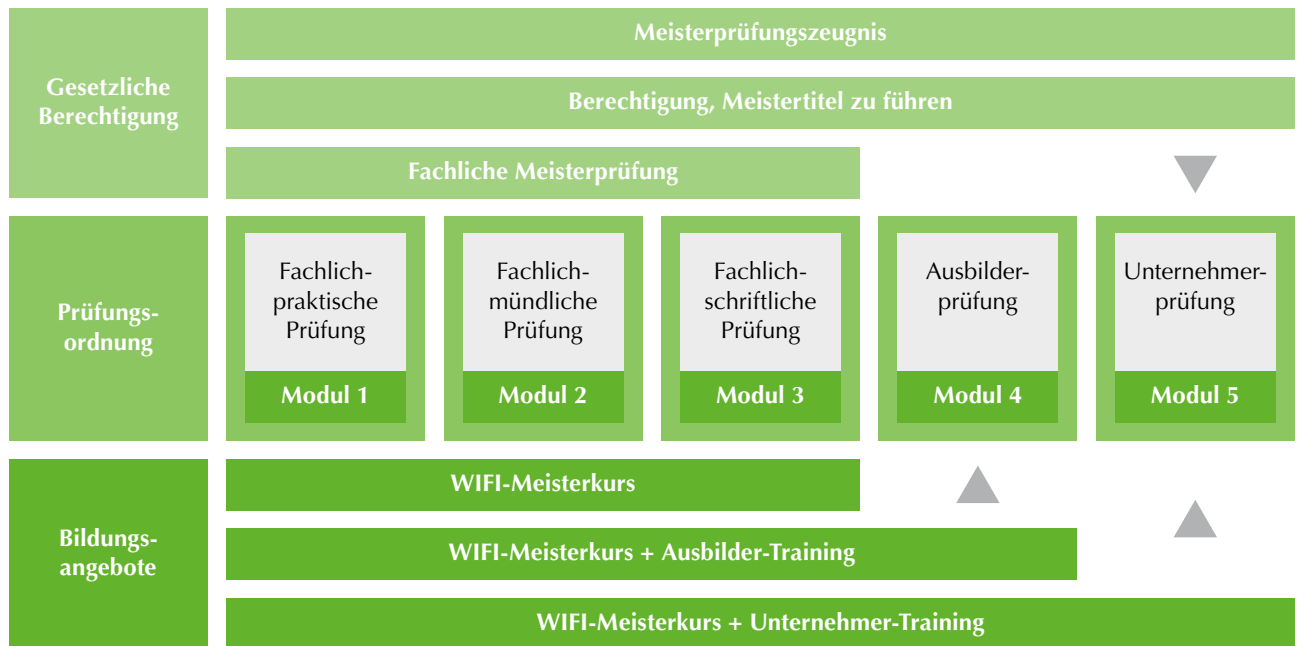 Gesetzliche
Berechtigung
Meisterprüfungszeugnis
Berechtigung, Meistertitel zu führen
Fachliche Meisterprüfung
Prüfungs-
ordnung
Fachlich-
praktische
Prüfung
Modul 1
Fachlich-
mündliche
Prüfung
Modul 2
Fachlich-
schriftliche
Prüfung
Modul 3
Ausbilder-
prüfung
Modul 4
Unternehmer-
prüfung
Modul 5
Bildungs-
angebote
WIFI-Meisterkurs
WIFI-Meisterkurs + Ausbilder-Training
WIFI-Meisterkurs + Unternehmer-Training